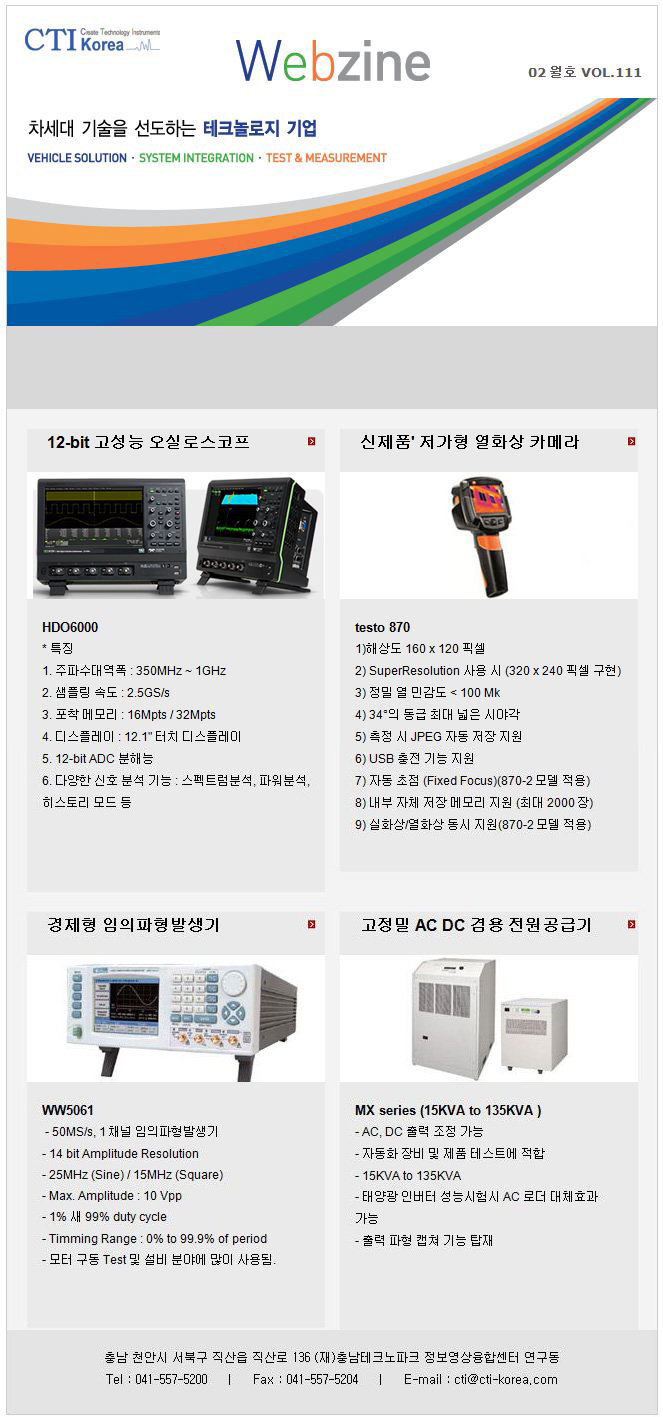 CTI Korea
Create Technology Instruments
Webzine
02 월호 VOL.111
차세대 기술을 선도하는 테크놀로지 기업
VEHICLE SOLUTION · SYSTEM INTEGRATION · TEST & MEASUREMENT
12-bit 고성능 오실로스코프
HDO6000
* 특징
1. 주파수대역폭 : 350MHz ~ 1GHz
2. 샘플링 속도 : 2.5GS/s
3. 포착 메모리 : 16Mpts / 32Mpts
4. 디스플레이 : 12.1" 터치 디스플레이
5. 12-bit ADC 분해능
6. 다양한 신호 분석 기능 : 스펙트럼분석, 파워분석,
히스토리 모드 등
신제품' 저가형 열화상 카메라
testo 870
1)해상도 160 x 120 픽셀
2) SuperResolution 사용 시 (320 x 240 픽셀 구현)
3) 정밀 열 민감도 < 100 Mk
4) 34°의 동급 최대 넓은 시야각
5) 측정 시 JPEG 자동 저장 지원
6) USB 충전 기능 지원
7) 자동 초점 (Fixed Focus)(870-2 모델 적용)
8) 내부 자체 저장 메모리 지원 (최대 2000 장)
9) 실화상/열화상 동시 지원(870-2 모델 적용)
경제형 임의파형발생기
WW5061
- 50MS/s, 1 채널 임의파형발생기
- 14 bit Amplitude Resolution
- 25MHz (Sine) / 15MHz (Square)
- Max. Amplitude : 10 Vpp
- 1% 새 99% duty cycle
- Timming Range : 0% to 99.9% of period
- 모터 구동 Test 및 설비 분야에 많이 사용됨.
고정밀 AC DC 겸용 전원공급기
MX series (15KVA to 135KVA )
- AC, DC 출력 조정 가능
- 자동화 장비 및 제품 테스트에 적합
- 15KVA to 135KVA
- 태양광 인버터 성능시험시 AC 로더 대체효과
가능
- 출력 파형 캡쳐 기능 탑재
충남 천안시 서북구 직산읍 직산로 136 (재)충남테크노파크 정보영상융합센터 연구동
Tel : 041-557-5200 | Fax : 041-557-5204 | E-mail : cti@cti-korea.com